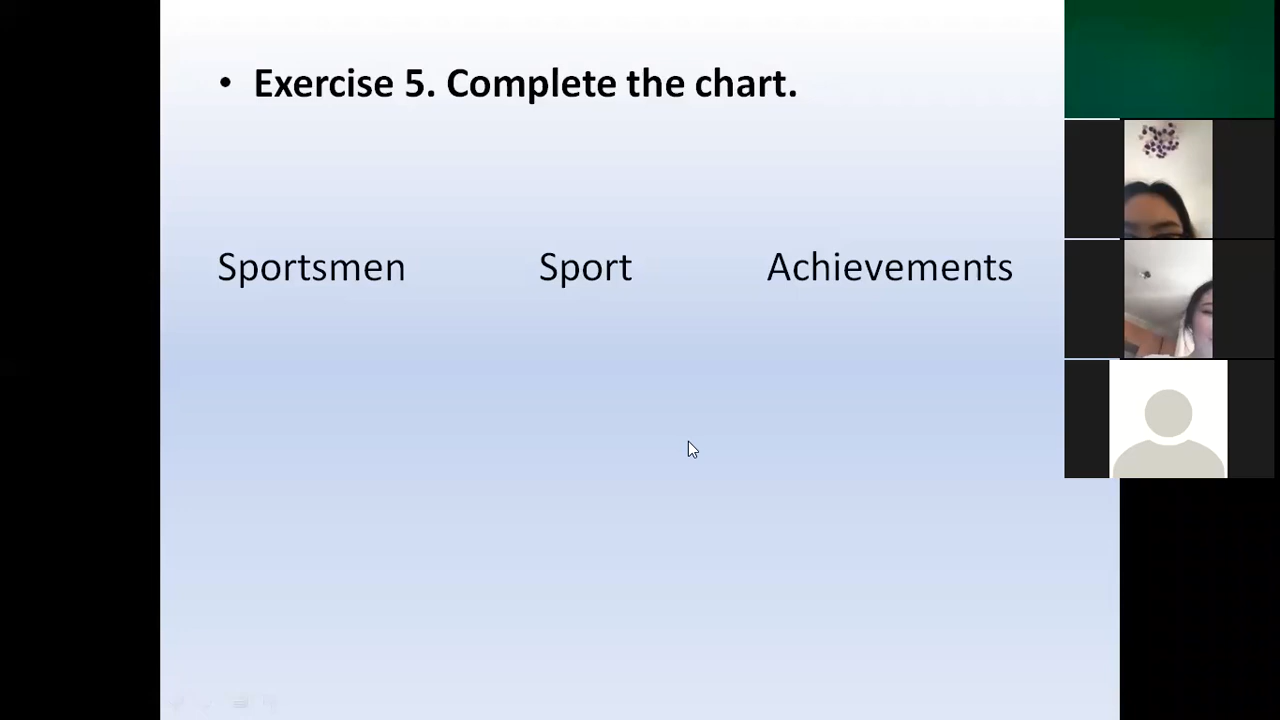 • Exercise 5. Complete the chart.
Sportsmen Sport Achievements